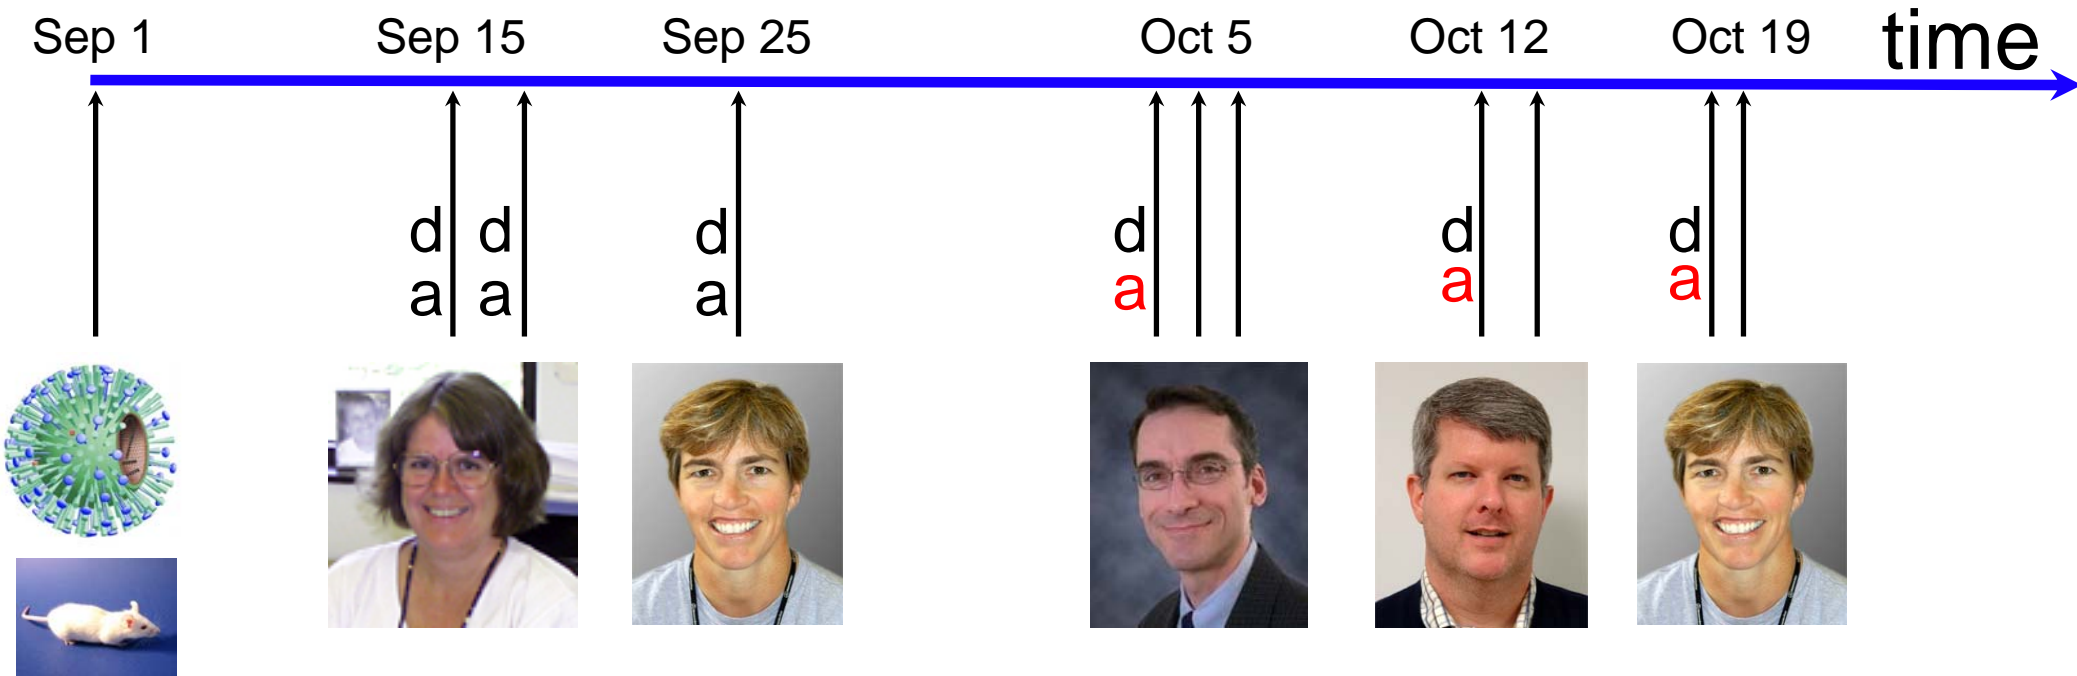 Sep 1 Sep 15 Sep 25 Oct 5 Oct 12 Oct 19 time
d d d d d d
a a a a a a